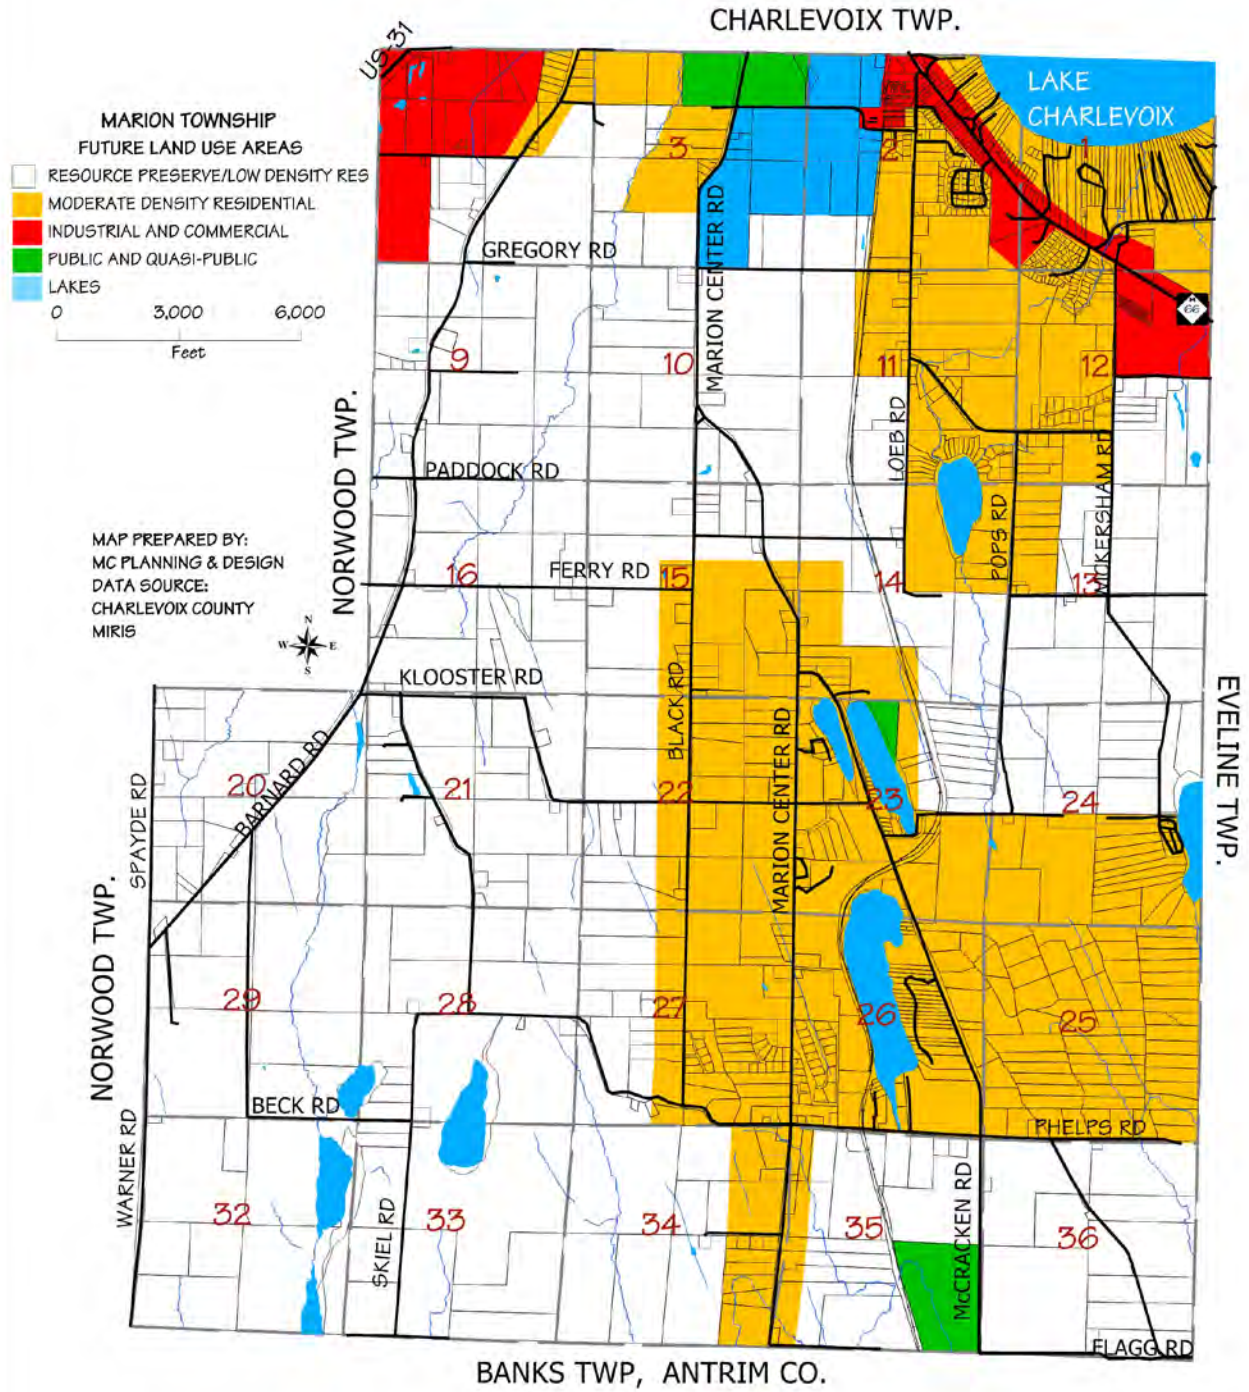 CHARLEVOIX TWP.
US-31
LAKE
CHARLEVOIX
MARION TOWNSHIP
FUTURE LAND USE AREAS
RESOURCE PRESERVE/LOW DENSITY RES
MODERATE DENSITY RESIDENTIAL
INDUSTRIAL AND COMMERCIAL
PUBLIC AND QUASI-PUBLIC
LAKES
0 3,000 6,000
Feet
3
2
1
GREGORY RD
MARION CENTER RD
M
66
9
10
11
12
NORWOOD TWP.
LOEB RD
WICKERSHAM RD
PADDOCK RD
POPS RD
MAP PREPARED BY:
MC PLANNING & DESIGN
DATA SOURCE:
CHARLEVOIX COUNTY
MIRIS
N
W E
S
FERRY RD
16
15
14
13
KLOOSTER RD
BLACK RD
MARION CENTER RD
EVELINE TWP.
SPAYDE RD
BARNARD RD
20
21
22
23
24
NORWOOD TWP.
29
28
27
26
25
BECK RD
PHELPS RD
WARNER RD
SKIEL RD
McCRACKEN RD
32
33
34
35
36
FLAGG RD
BANKS TWP, ANTRIM CO.